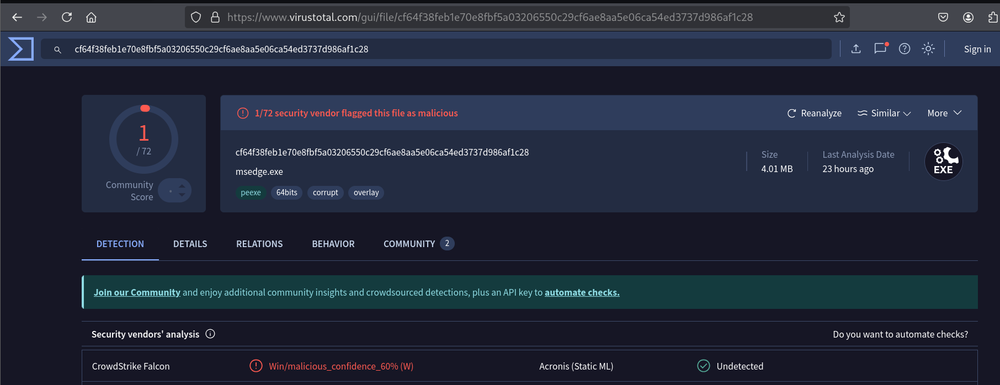 https://www.virustotal.com/gui/file/cf64f38feb1e70e8fbf5a03206550c29cf6ae8aa5e06ca54ed3737d986af1c28
cf64f38feb1e70e8fbf5a03206550c29cf6ae8aa5e06ca54ed3737d986af1c28
Sign in
1
/ 72
Community
Score
1/72 security vendor flagged this file as malicious
Reanalyze
Similar
More
cf64f38feb1e70e8fbf5a03206550c29cf6ae8aa5e06ca54ed3737d986af1c28
msedge.exe
peexe
64bits
corrupt
overlay
Size
4.01 MB
Last Analysis Date
23 hours ago
EXE
DETECTION
DETAILS
RELATIONS
BEHAVIOR
COMMUNITY 2
Join our Community and enjoy additional community insights and crowdsourced detections, plus an API key to automate checks.
Security vendors' analysis
Do you want to automate checks?
CrowdStrike Falcon
Win/malicious_confidence_60% (W)
Acronis (Static ML)
Undetected